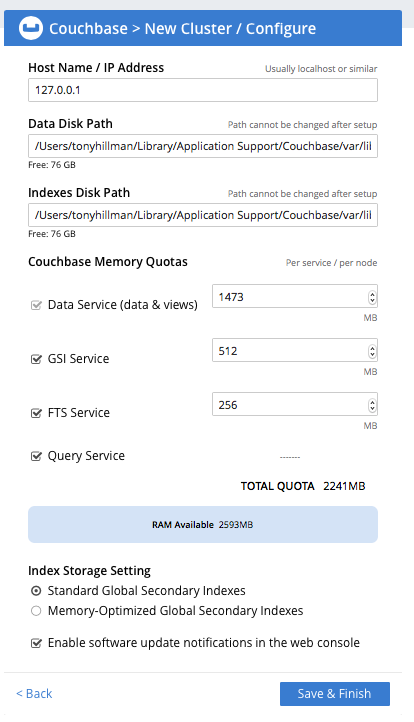 Couchbase > New Cluster / Configure
Host Name / IP Address Usually localhost or similar
127.0.0.1
Data Disk Path Path cannot be changed after setup
/Users/tonyhillman/Library/Application Support/Couchbase/var/lil
Free: 76 GB
Indexes Disk Path Path cannot be changed after setup
/Users/tonyhillman/Library/Application Support/Couchbase/var/lil
Free: 76 GB
Couchbase Memory Quotas Per service / per node
Data Service (data & views) 1473
MB
GSI Service 512
MB
FTS Service 256
MB
Query Service -------
TOTAL QUOTA 2241MB
RAM Available 2593MB
Index Storage Setting
Standard Global Secondary Indexes
Memory-Optimized Global Secondary Indexes
Enable software update notifications in the web console
< Back Save & Finish